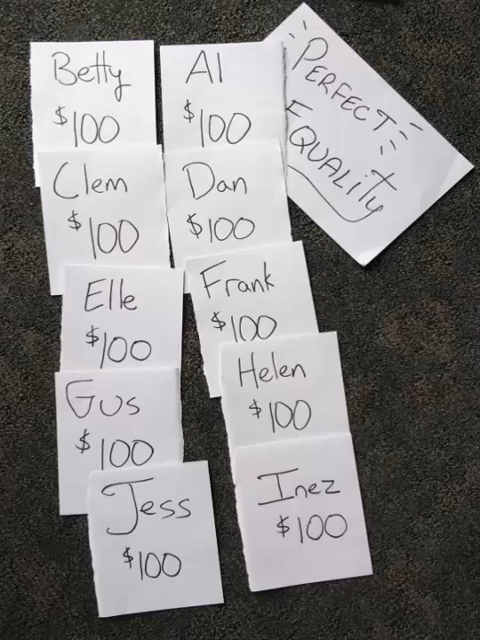 Betty
$100
Al
$100
PERFECT
EQUALITY
Clem
$100
Dan
$100
Elle
$100
Frank
$100
Gus
$100
Helen
$100
Jess
$100
Inez
$100